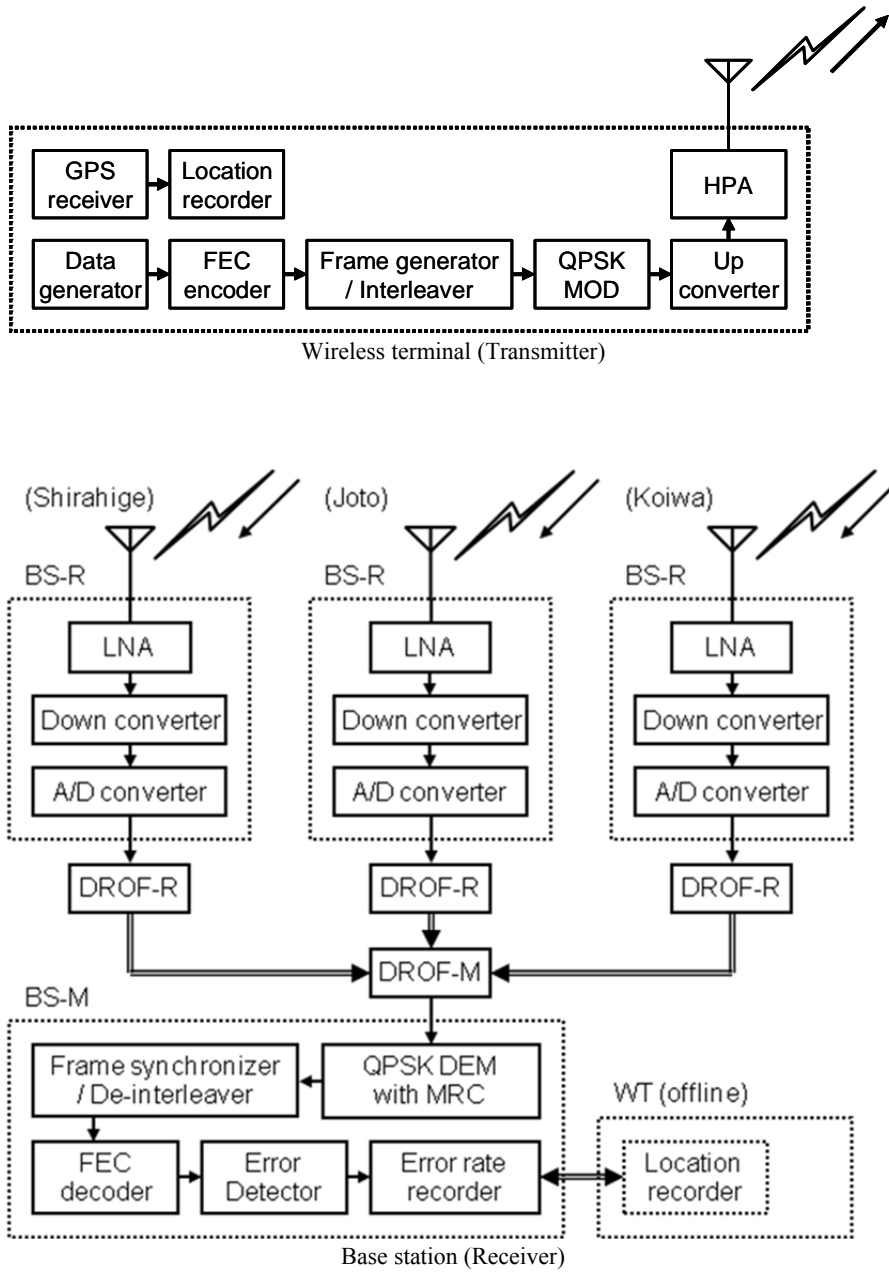 GPS
receiver
Location
recorder
HPA
Data
generator
FEC
encoder
Frame generator
/ Interleaver
QPSK
MOD
Up
converter
Wireless terminal (Transmitter)
(Shirahige)
(Joto)
(Koiwa)
BS-R
BS-R
BS-R
LNA
LNA
LNA
Down converter
Down converter
Down converter
A/D converter
A/D converter
A/D converter
DROF-R
DROF-R
DROF-R
DROF-M
BS-M
Frame synchronizer
/ De-interleaver
QPSK DEM
with MRC
WT (offline)
FEC
decoder
Error
Detector
Error rate
recorder
Location
recorder
Base station (Receiver)